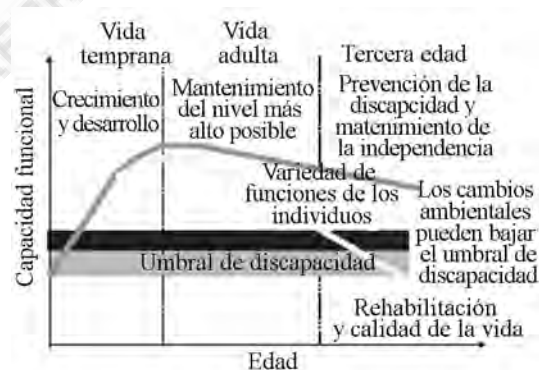 Vida
temprana
Vida
adulta
Tercera edad
Crecimiento
y desarrollo
Mantenimiento
del nivel más
alto posible
Prevención de la
discapcidad y
matenimiento de
la independencia
Variedad de
funciones de los
individuos
Los cambios
ambientales
pueden bajar
el umbral de
discapacidad
Umbral de discapacidad
Rehabilitación
y calidad de la vida
Capacidad funcional
Edad